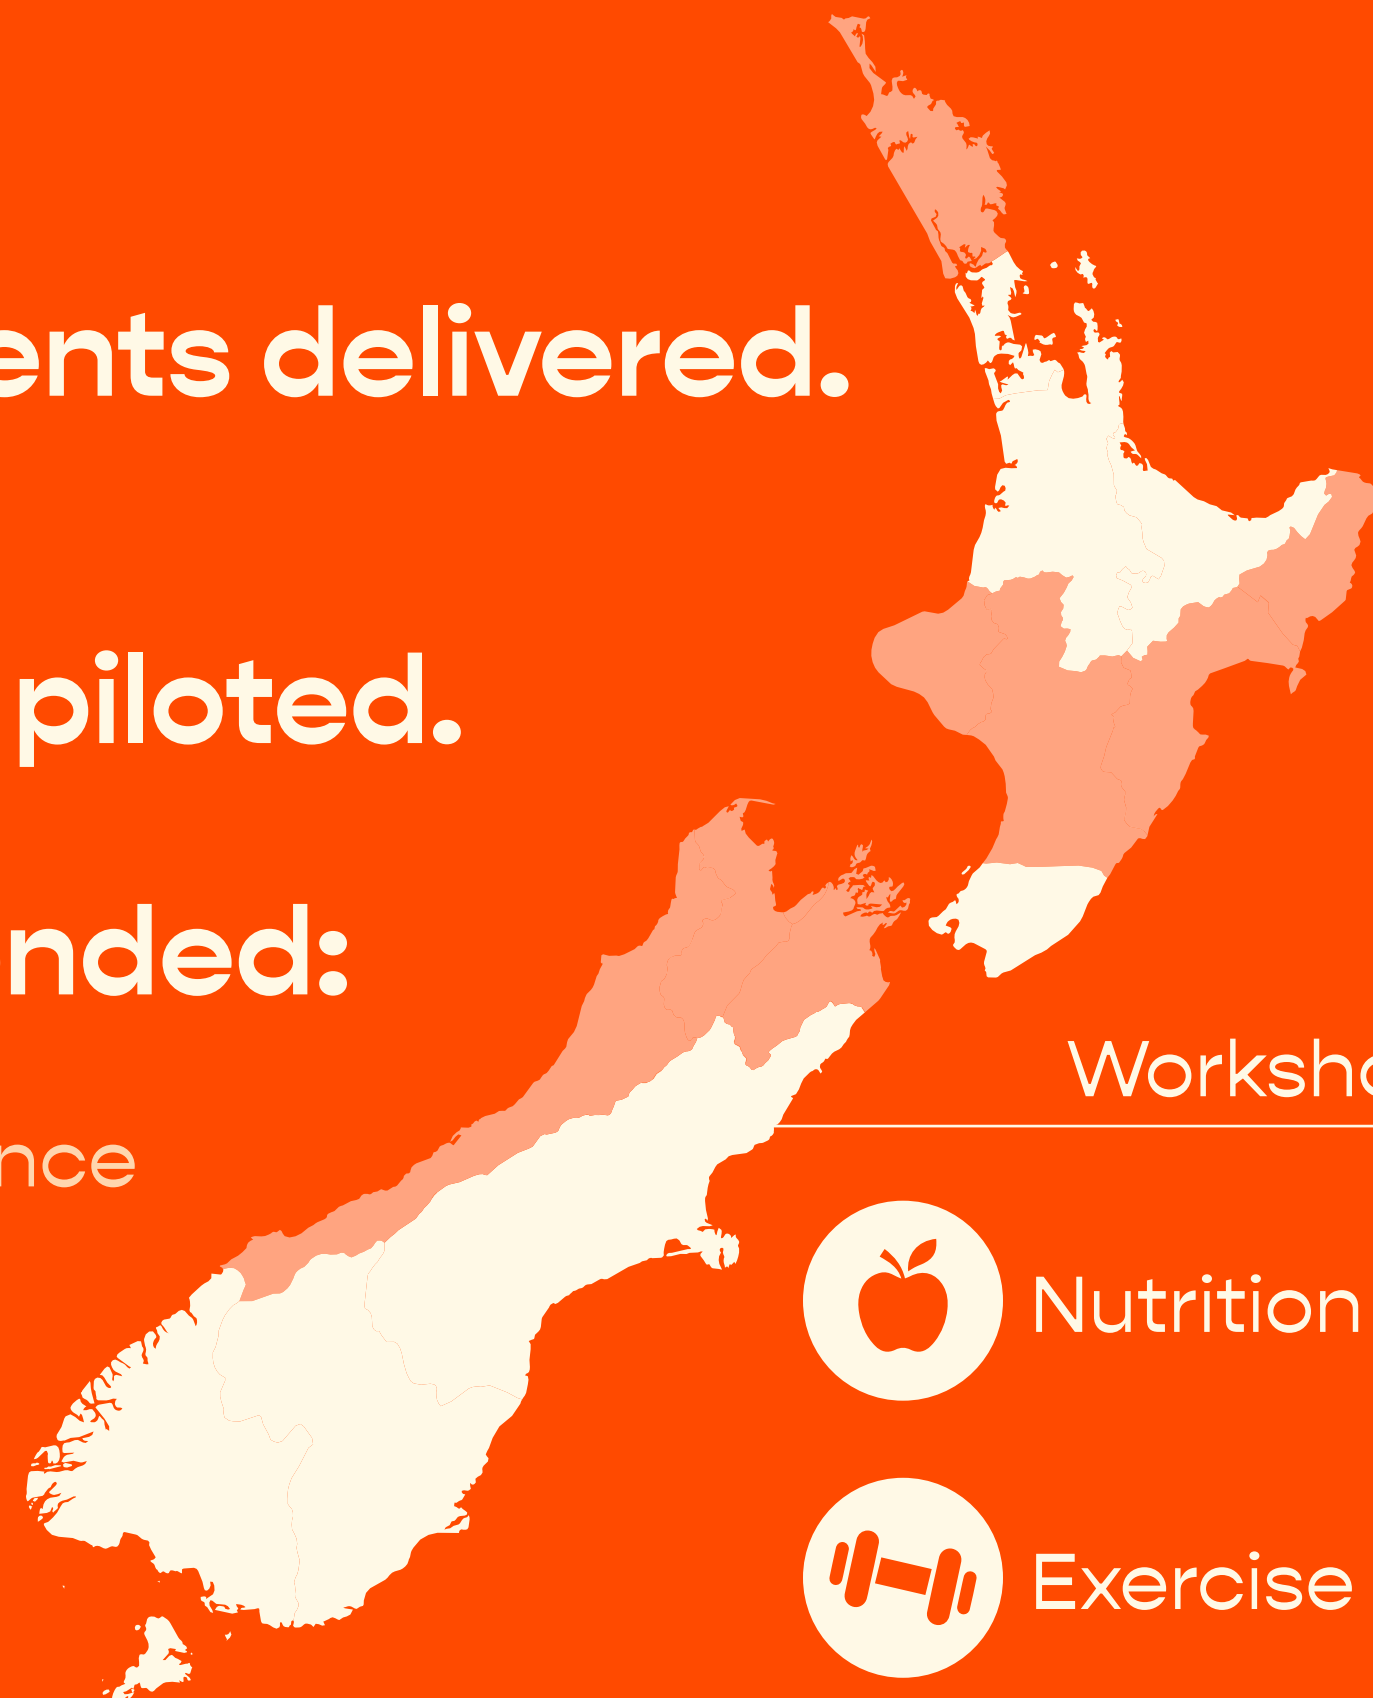 ents delivered.
piloted.
nded:
Worksho
nce
Nutrition
Exercise